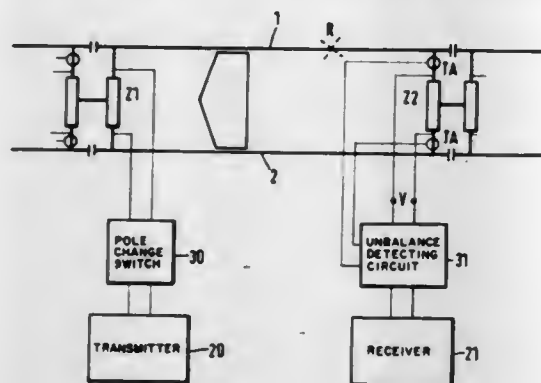 1
R
Z1
Z2
TA
TA
2
V
POLE
CHANGE
SWITCH
30
UNBALANCE
DETECTING
CIRCUIT
31
TRANSMITTER
20
RECEIVER
21